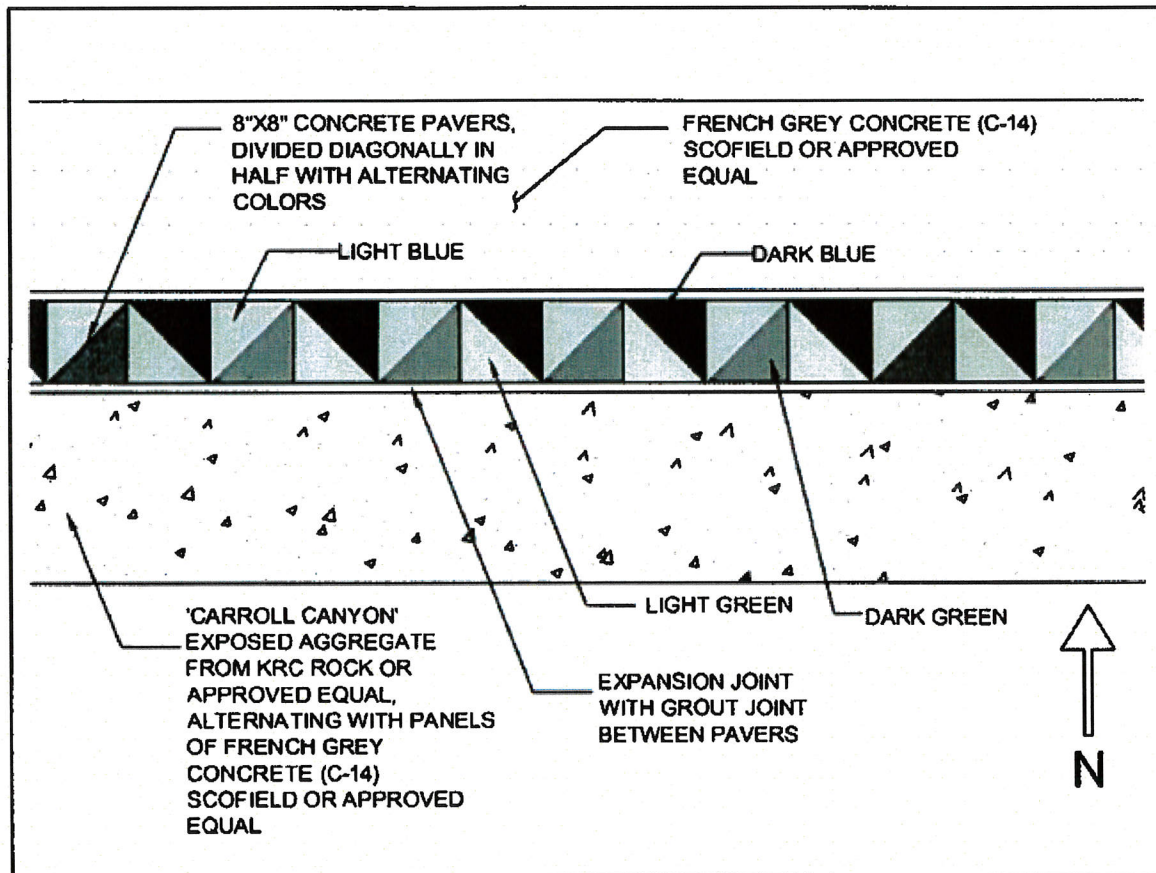 8"X8" CONCRETE PAVERS,
DIVIDED DIAGONALLY IN
HALF WITH ALTERNATING
COLORS
FRENCH GREY CONCRETE (C-14)
SCOFIELD OR APPROVED
EQUAL
LIGHT BLUE
DARK BLUE
'CARROLL CANYON'
EXPOSED AGGREGATE
FROM KRC ROCK OR
APPROVED EQUAL,
ALTERNATING WITH PANELS
OF FRENCH GREY
CONCRETE (C-14)
SCOFIELD OR APPROVED
EQUAL
EXPANSION JOINT
WITH GROUT JOINT
BETWEEN PAVERS
LIGHT GREEN
DARK GREEN
N